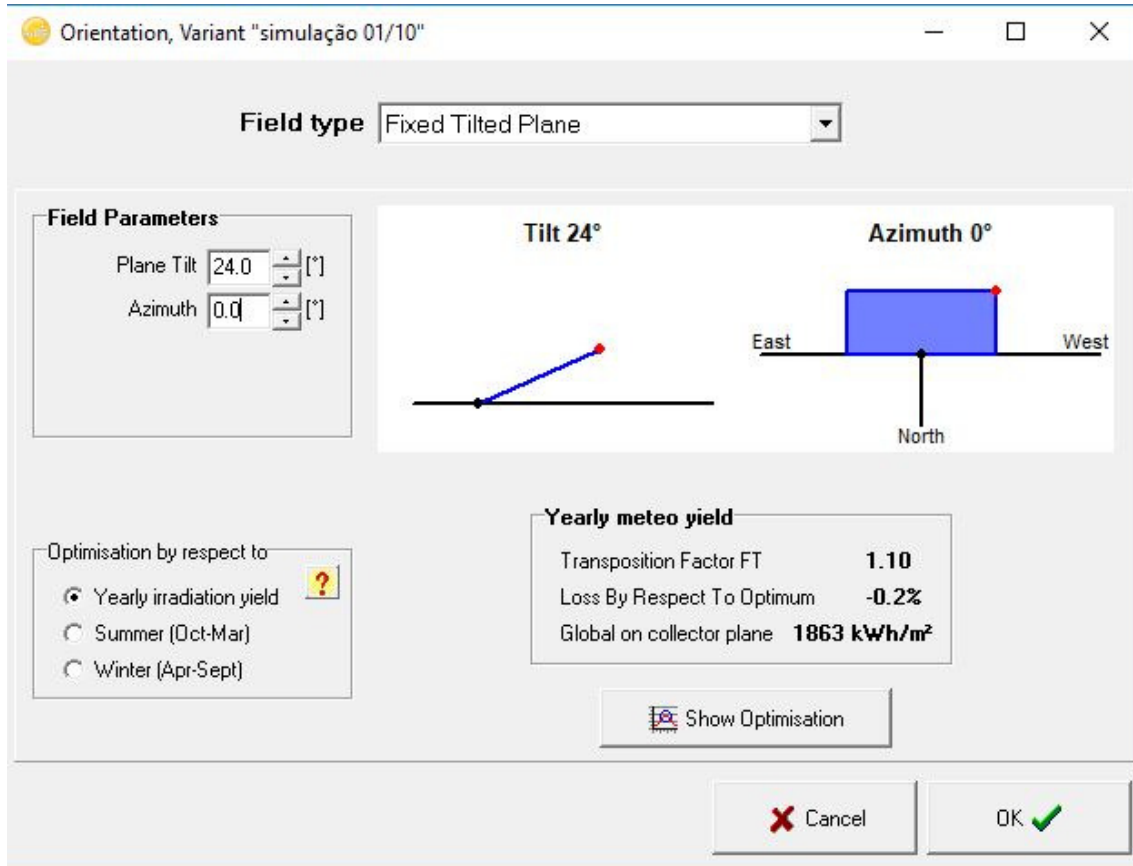 Orientation, Variant "simulação 01/10"
Field type Fixed Tilted Plane
Field Parameters
Plane Tilt 24.0 [°]
Azimuth 0.0 [°]
Tilt 24°
Azimuth 0°
East
West
North
Optimisation by respect to
?
Yearly irradiation yield
Summer (Oct-Mar)
Winter (Apr-Sept)
Yearly meteo yield
Transposition Factor FT 1.10
Loss By Respect To Optimum -0.2%
Global on collector plane 1863 kWh/m²
Show Optimisation
Cancel
OK